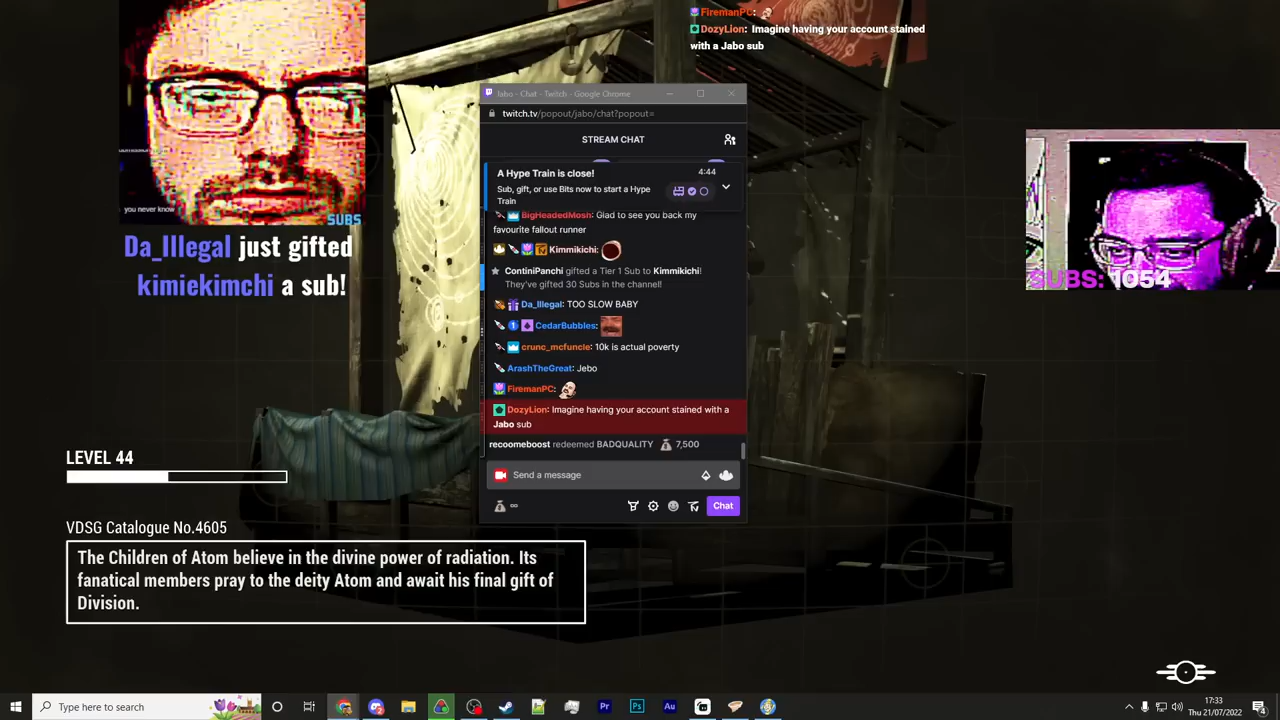 FiremanPC:
DozyLion: Imagine having your account stained
with a Jabo sub
you never know
SUBS
Da_Illegal just gifted
kimiekimchi a sub!
Jabo - Chat - Twitch - Google Chrome
twitch.tv/popout/jabo/chat?popout=
STREAM CHAT
A Hype Train is close!
4:44
Sub, gift, or use Bits now to start a Hype
Train
BigHeadedMosh: Glad to see you back my
favourite fallout runner
Kimmikichi:
ContiniPanchi gifted a Tier 1 Sub to Kimmikichi!
They've gifted 30 Subs in the channel!
Da_Illegal: TOO SLOW BABY
1 CedarBubbles:
crunc_mcfuncle: 10k is actual poverty
ArashTheGreat: Jebo
FiremanPC:
DozyLion: Imagine having your account stained with a
Jabo sub
recoomeboost redeemed BADQUALITY 7,500
Send a message
∞
Chat
SUBS: 1054
LEVEL 44
VDSG Catalogue No.4605
The Children of Atom believe in the divine power of radiation. Its
fanatical members pray to the deity Atom and await his final gift of
Division.
Type here to search
Pr
Ps
Au
17:33
Thu 21/07/2022